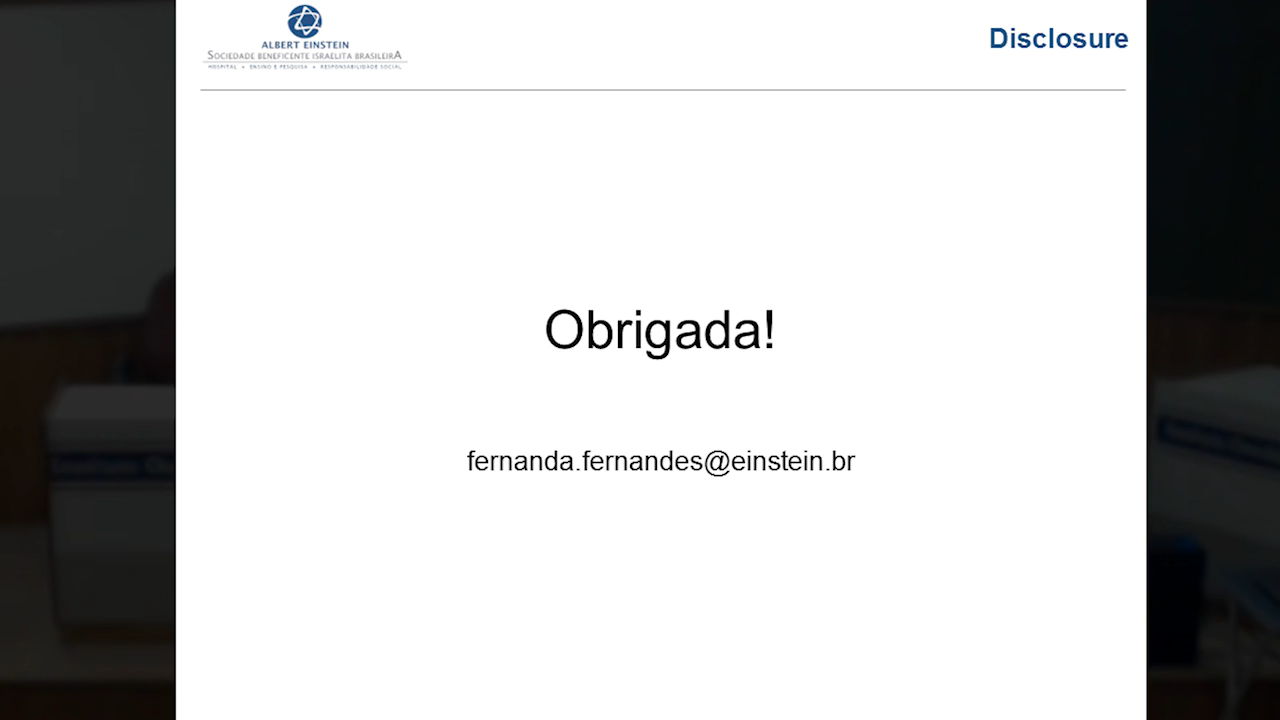 ALBERT EINSTEIN
SOCIEDADE BENEFICENTE ISRAELITA BRASILEIRA
HOSPITAL • ENSINO E PESQUISA • RESPONSABILIDADE SOCIAL
Disclosure
Obrigada!
fernanda.fernandes@einstein.br